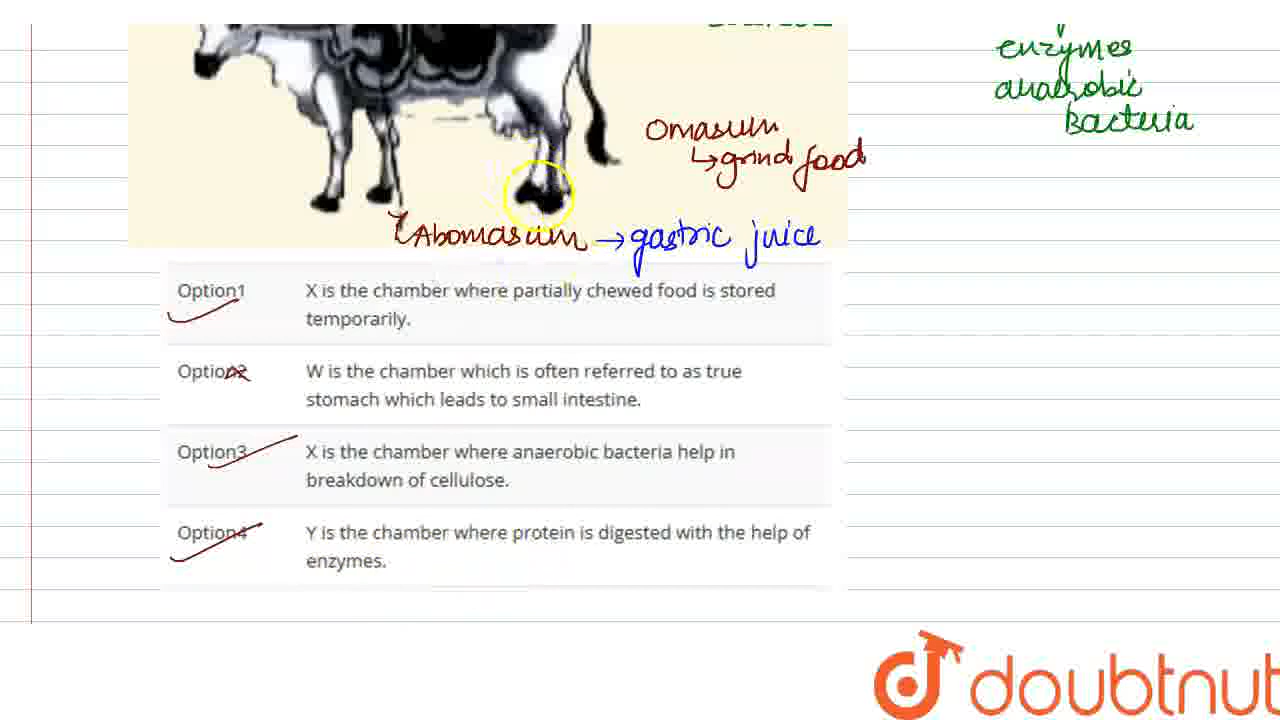 enzymes
anaerobic
Bacteria
Omasum
↳grind food
Y Abomasum → gastric juice
Option1 X is the chamber where partially chewed food is stored
temporarily.
Option2 W is the chamber which is often referred to as true
stomach which leads to small intestine.
Option3 X is the chamber where anaerobic bacteria help in
breakdown of cellulose.
Option4 Y is the chamber where protein is digested with the help of
enzymes.
doubtnut